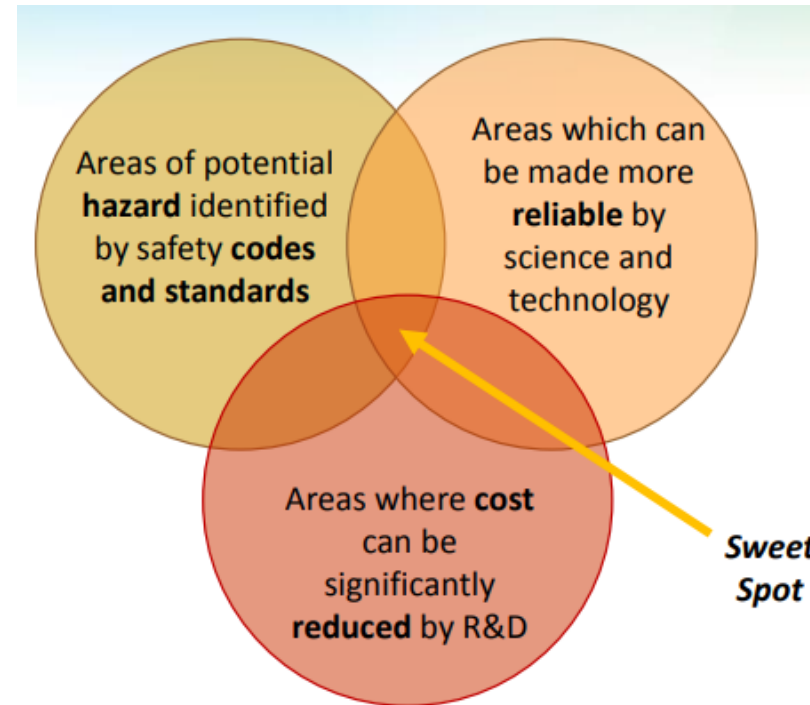 Areas of potential
hazard identified
by safety codes
and standards
Areas which can
be made more
reliable by
science and
technology
Areas where cost
can be
significantly
reduced by R&D
Sweet
Spot